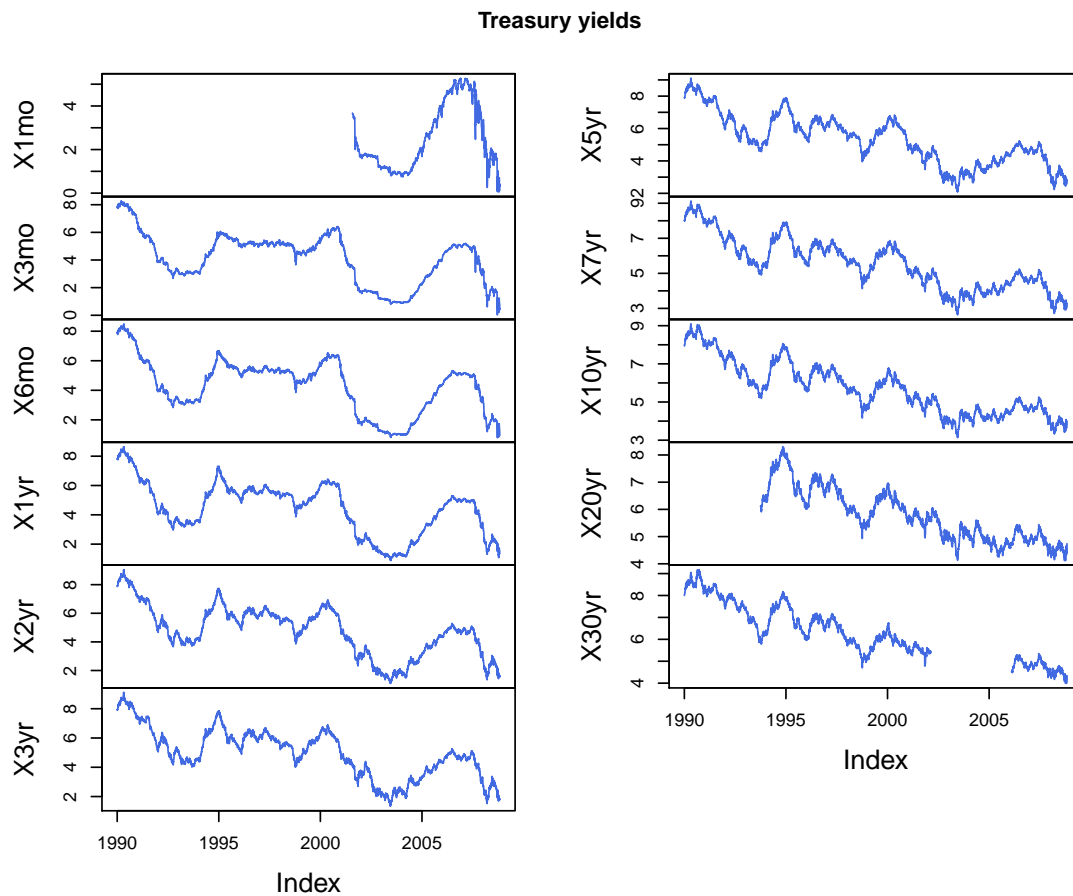 Treasury yields
X1mo
0 2 4
X3mo
0 2 4 6 8
X6mo
2 4 6 8
X1yr
2 4 6 8
X2yr
2 4 6 8
X3yr
2 4 6 8
1990 1995 2000 2005
Index
X5yr
2 4 6 8
X7yr
3 5 7 9
X10yr
3 5 7 9
X20yr
4 5 6 7 8
X30yr
4 6 8
1990 1995 2000 2005
Index